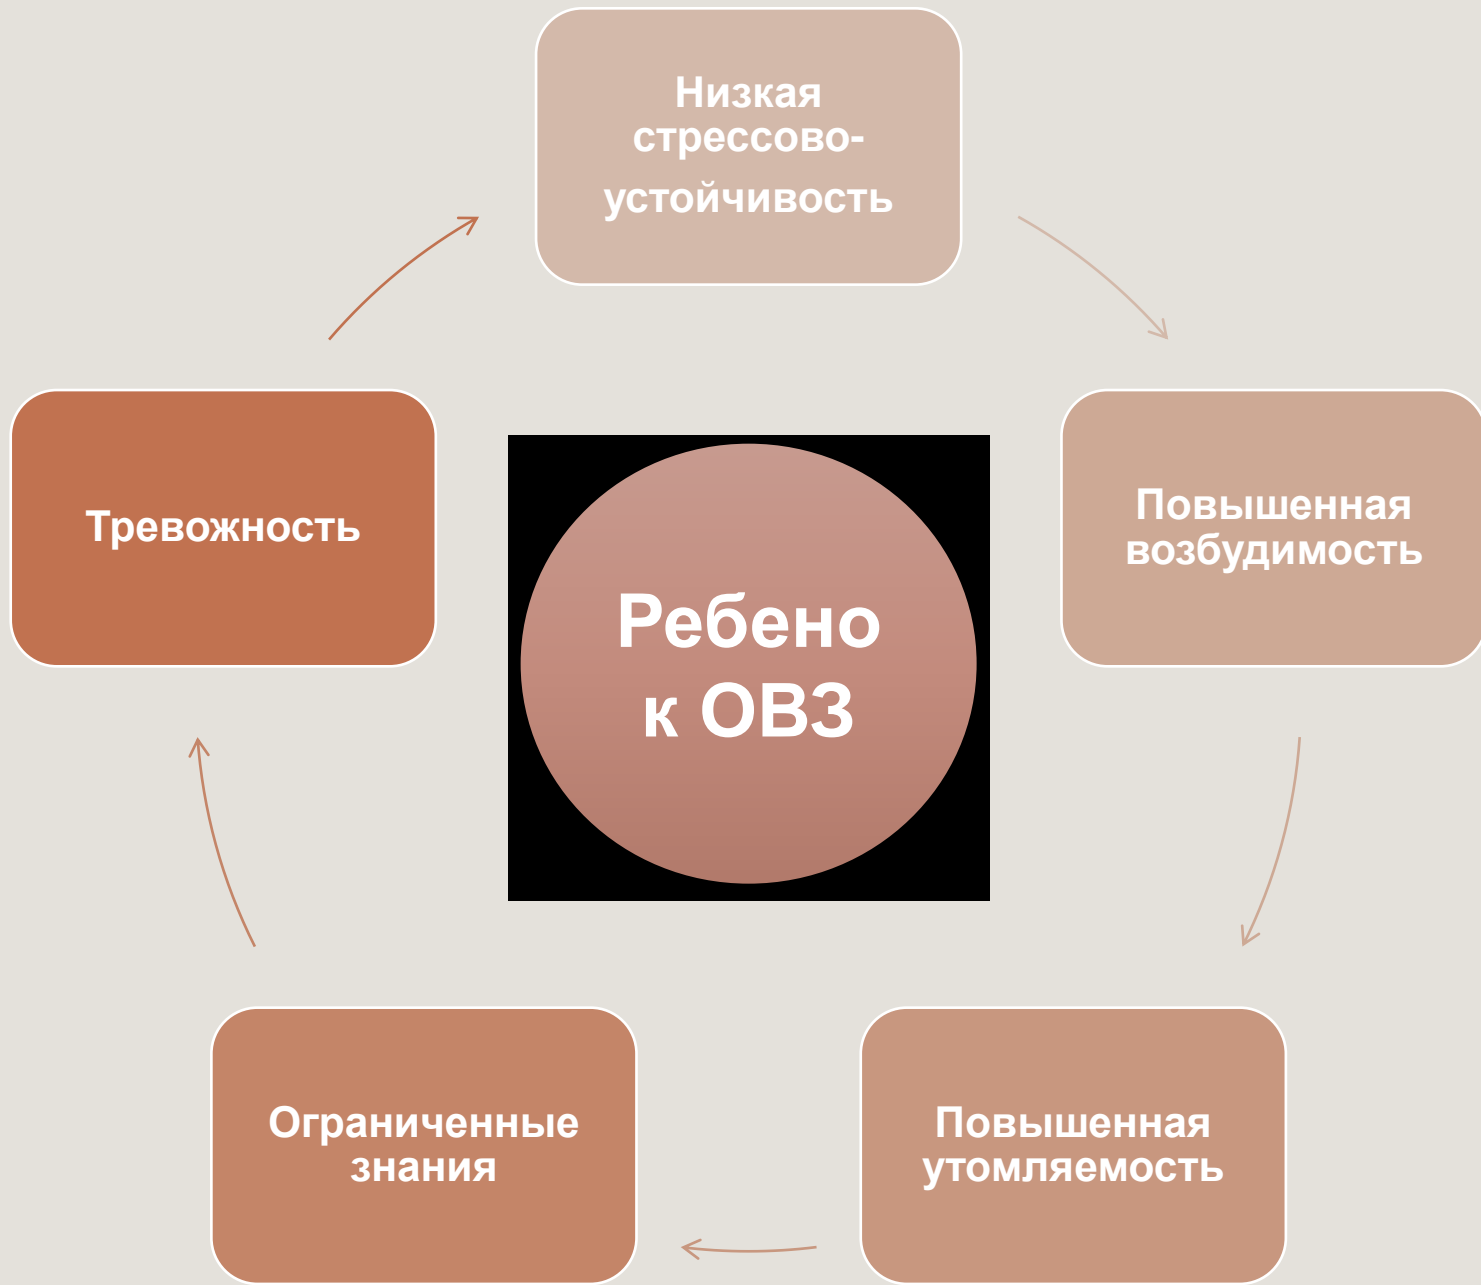 Низкая
стрессово-
устойчивость
Повышенная
возбудимость
Повышенная
утомляемость
Ограниченные
знания
Тревожность
Ребено
к ОВЗ